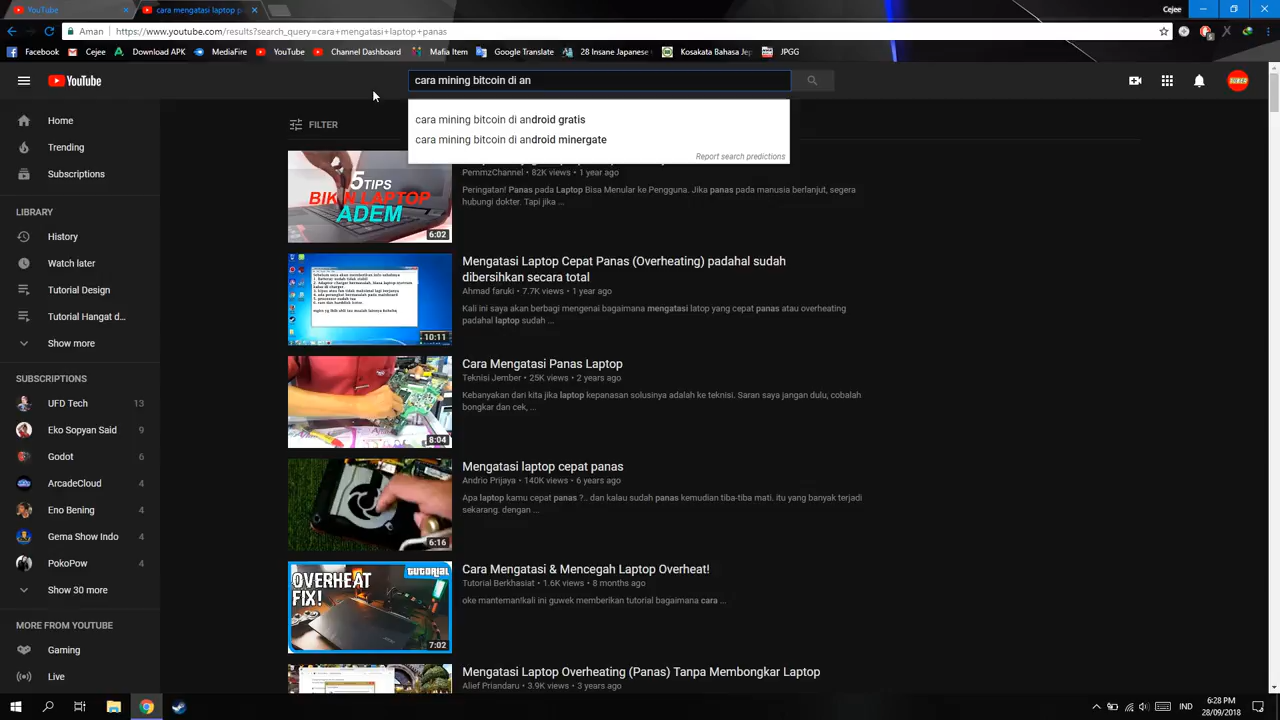 YouTube
cara mengatasi laptop p
Cejee
Aman
https://www.youtube.com/results?search_query=cara+mengatasi+laptop+panas
Facebook
Cejee
Download APK
MediaFire
YouTube
Channel Dashboard
Mafia Item
Google Translate
28 Insane Japanese
Kosakata Bahasa Jep
JPGG
YouTube
cara mining bitcoin di an
cara mining bitcoin di android gratis
cara mining bitcoin di android minergate
Report search predictions
Home
Trending
Subscriptions
LIBRARY
History
Watch later
Tutorial Deface
Tutorial Hangat d...
Show more
SUBSCRIPTIONS
UFD Tech 13
Eko Sopyan Said 9
Godot 6
ArcadeCloud 4
Free Coding 4
Gema Show Indo 4
PokoPow 4
Show 30 more
MORE FROM YOUTUBE
Gaming
Live
FILTER
5 TIPS
BIKIN LAPTOP
ADEM
6:02
PemmzChannel • 82K views • 1 year ago
Peringatan! Panas pada Laptop Bisa Menular ke Pengguna. Jika panas pada manusia berlanjut, segera
hubungi dokter. Tapi jika ...
10:11
Mengatasi Laptop Cepat Panas (Overheating) padahal sudah
dibersihkan secara total
Ahmad faruki • 7.7K views • 1 year ago
Kali ini saya akan berbagi mengenai bagaimana mengatasi latop yang cepat panas atau overheating
padahal laptop sudah ...
8:04
Cara Mengatasi Panas Laptop
Teknisi Jember • 25K views • 2 years ago
Kebanyakan dari kita jika laptop kepanasan solusinya adalah ke teknisi. Saran saya jangan dulu, cobalah
bongkar dan cek, ...
6:16
Mengatasi laptop cepat panas
Andrio Prijaya • 140K views • 6 years ago
Apa laptop kamu cepat panas ?.. dan kalau sudah panas kemudian tiba-tiba mati. itu yang banyak terjadi
sekarang. dengan ...
TUTORIAL
OVERHEAT
FIX!
7:02
Cara Mengatasi & Mencegah Laptop Overheat!
Tutorial Berkhasiat • 1.6K views • 8 months ago
oke manteman!kali ini guwek memberikan tutorial bagaimana cara ...
Mengatasi Laptop Overheating (Panas) Tanpa Membongkar Laptop
Alief Priandaru • 3.9K views • 3 years ago
IND
6:28 PM
28/09/2018